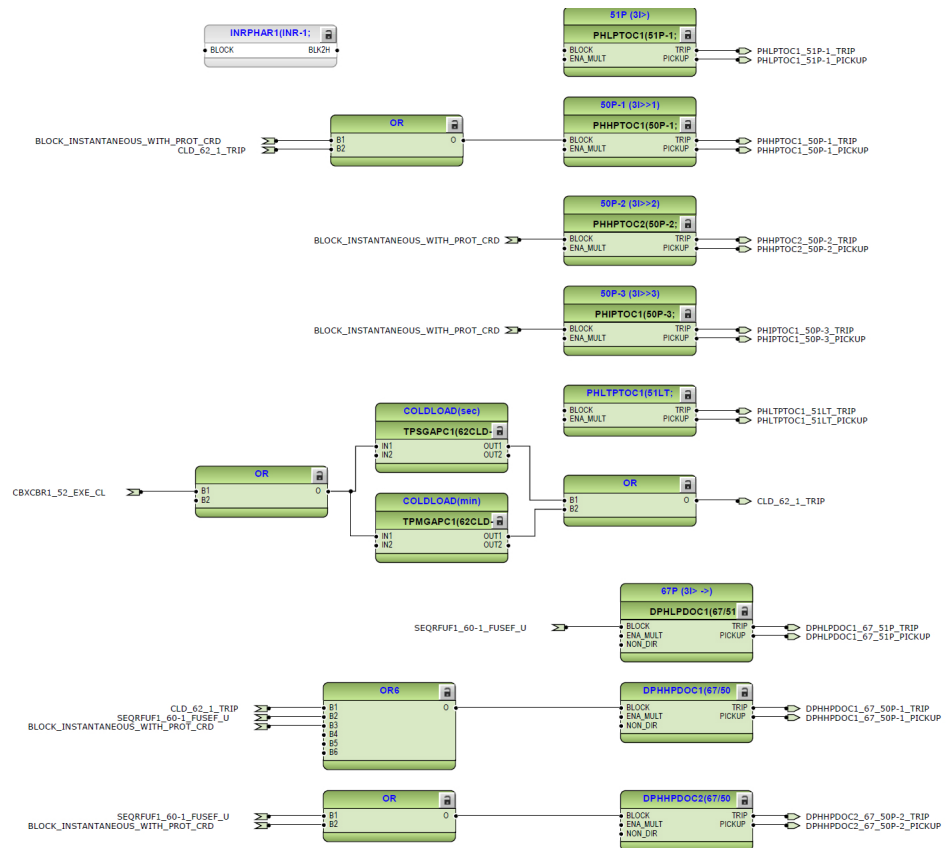 INRPHAR1(INR-1;
BLOCK BLK2H
51P (3I>)
PHLPTOC1(51P-1;
BLOCK TRIP
ENA_MULT PICKUP
PHLPTOC1_51P-1_TRIP
PHLPTOC1_51P-1_PICKUP
BLOCK_INSTANTANEOUS_WITH_PROT_CRD
CLD_62_1_TRIP
OR
B1 O
B2
50P-1 (3I>>1)
PHHPTOC1(50P-1;
BLOCK TRIP
ENA_MULT PICKUP
PHHPTOC1_50P-1_TRIP
PHHPTOC1_50P-1_PICKUP
BLOCK_INSTANTANEOUS_WITH_PROT_CRD
50P-2 (3I>>2)
PHHPTOC2(50P-2;
BLOCK TRIP
ENA_MULT PICKUP
PHHPTOC2_50P-2_TRIP
PHHPTOC2_50P-2_PICKUP
BLOCK_INSTANTANEOUS_WITH_PROT_CRD
50P-3 (3I>>3)
PHIPTOC1(50P-3;
BLOCK TRIP
ENA_MULT PICKUP
PHIPTOC1_50P-3_TRIP
PHIPTOC1_50P-3_PICKUP
PHLTPTOC1(51LT;
BLOCK TRIP
ENA_MULT PICKUP
PHLTPTOC1_51LT_TRIP
PHLTPTOC1_51LT_PICKUP
CBXCBR1_52_EXE_CL
OR
B1 O
B2
COLDLOAD(sec)
TPSGAPC1(62CLD-
IN1 OUT1
IN2 OUT2
COLDLOAD(min)
TPMGAPC1(62CLD-
IN1 OUT1
IN2 OUT2
OR
B1 O
B2
CLD_62_1_TRIP
SEQRFUF1_60-1_FUSEF_U
67P (3I> ->)
DPHLPDOC1(67/51
BLOCK TRIP
ENA_MULT PICKUP
NON_DIR
DPHLPDOC1_67_51P_TRIP
DPHLPDOC1_67_51P_PICKUP
CLD_62_1_TRIP
SEQRFUF1_60-1_FUSEF_U
BLOCK_INSTANTANEOUS_WITH_PROT_CRD
OR6
B1 O
B2
B3
B4
B5
B6
DPHHPDOC1(67/50
BLOCK TRIP
ENA_MULT PICKUP
NON_DIR
DPHHPDOC1_67_50P-1_TRIP
DPHHPDOC1_67_50P-1_PICKUP
SEQRFUF1_60-1_FUSEF_U
BLOCK_INSTANTANEOUS_WITH_PROT_CRD
OR
B1 O
B2
DPHHPDOC2(67/50
BLOCK TRIP
ENA_MULT PICKUP
NON_DIR
DPHHPDOC2_67_50P-2_TRIP
DPHHPDOC2_67_50P-2_PICKUP